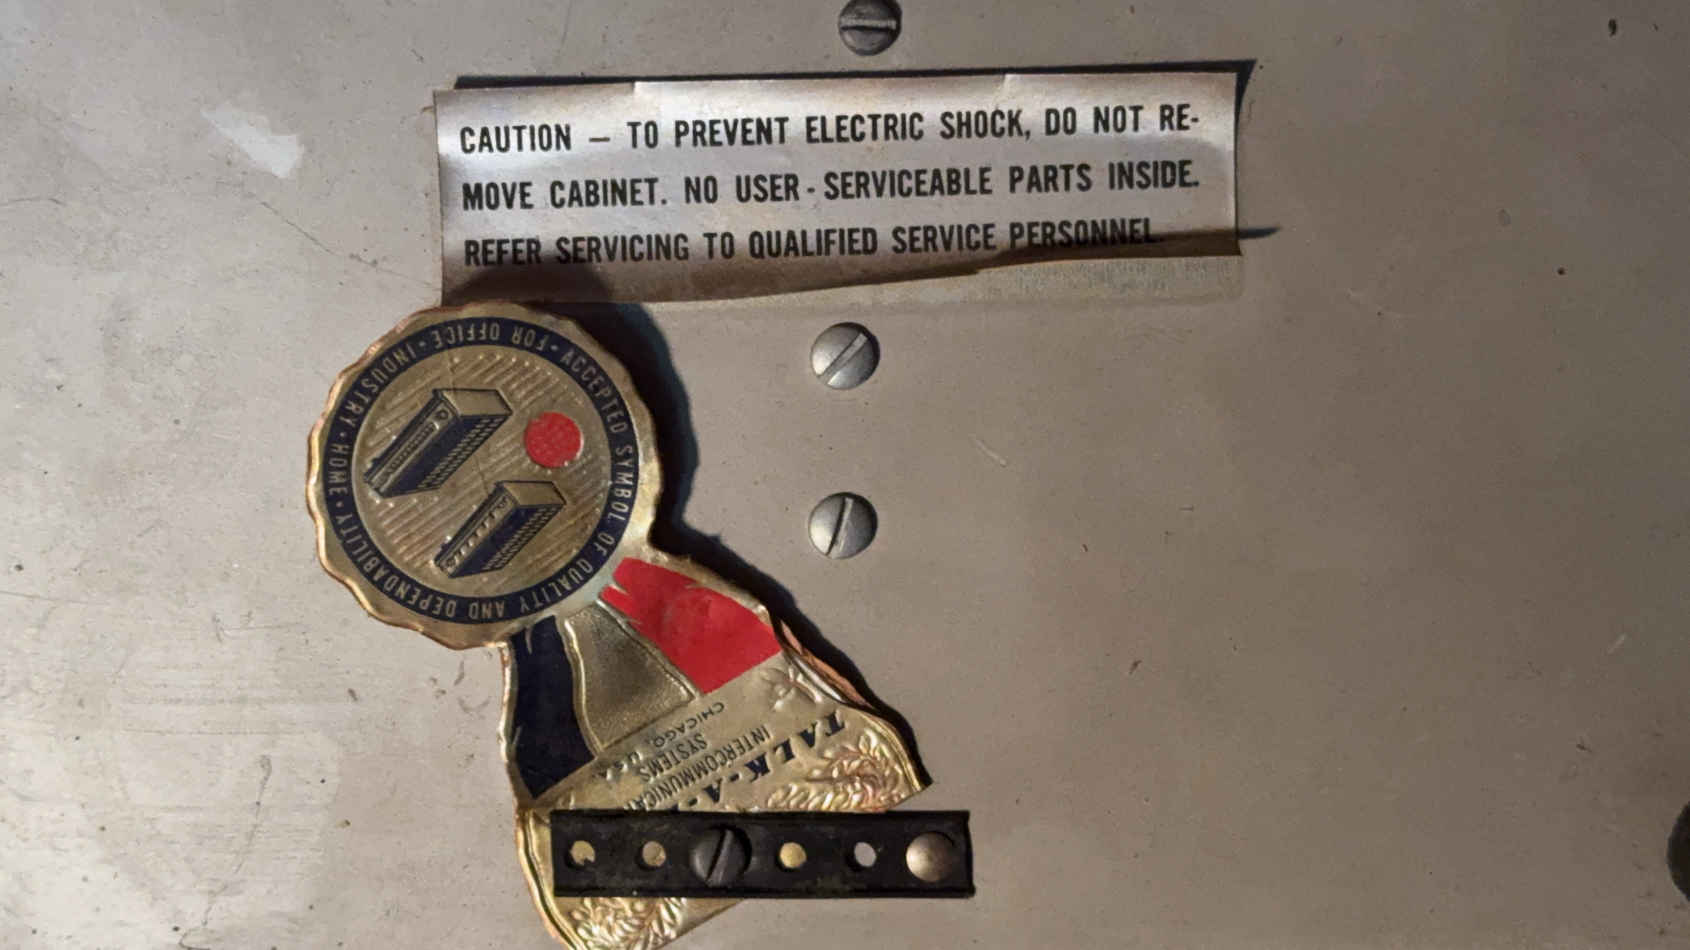 CAUTION — TO PREVENT ELECTRIC SHOCK, DO NOT RE-
MOVE CABINET. NO USER-SERVICEABLE PARTS INSIDE.
REFER SERVICING TO QUALIFIED SERVICE PERSONNEL.
ACCEPTED SYMBOL OF QUALITY AND DEPENDABILITY • HOME • INDUSTRY • FOR OFFICE •
TALK-A-
SYSTEMS
CHICAGO, U.S.A.